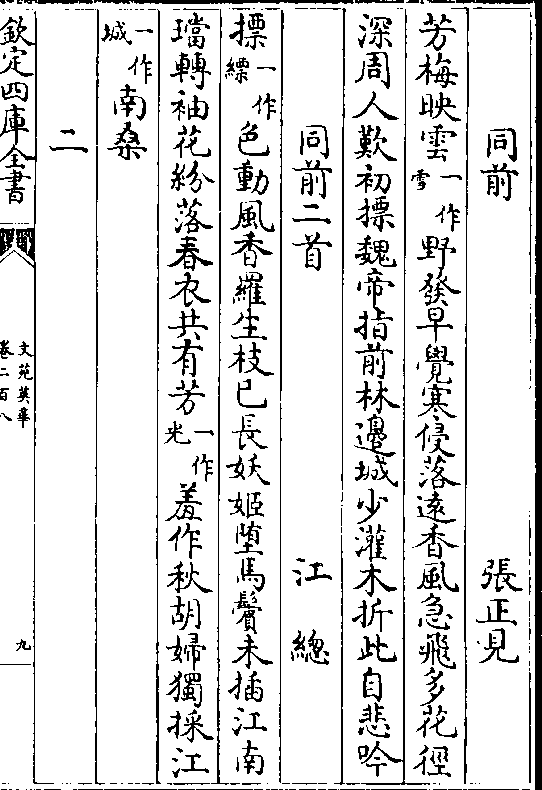 同前　張正見
芳梅映雲一作雪野發早覺寒侵落遠香風急飛多花徑
深周人歎初摽魏帝指前林邊城少灌木折此自悲吟
同前二首　江緫
摽一作縹色動風香羅生枝已長妖姬墮馬鬢未插江南
璫轉袖花紛落春衣共有芳一作光羞作秋胡婦獨採江
一作城南桑
二
欽定四庫全書
文苑英華
卷二百八
九